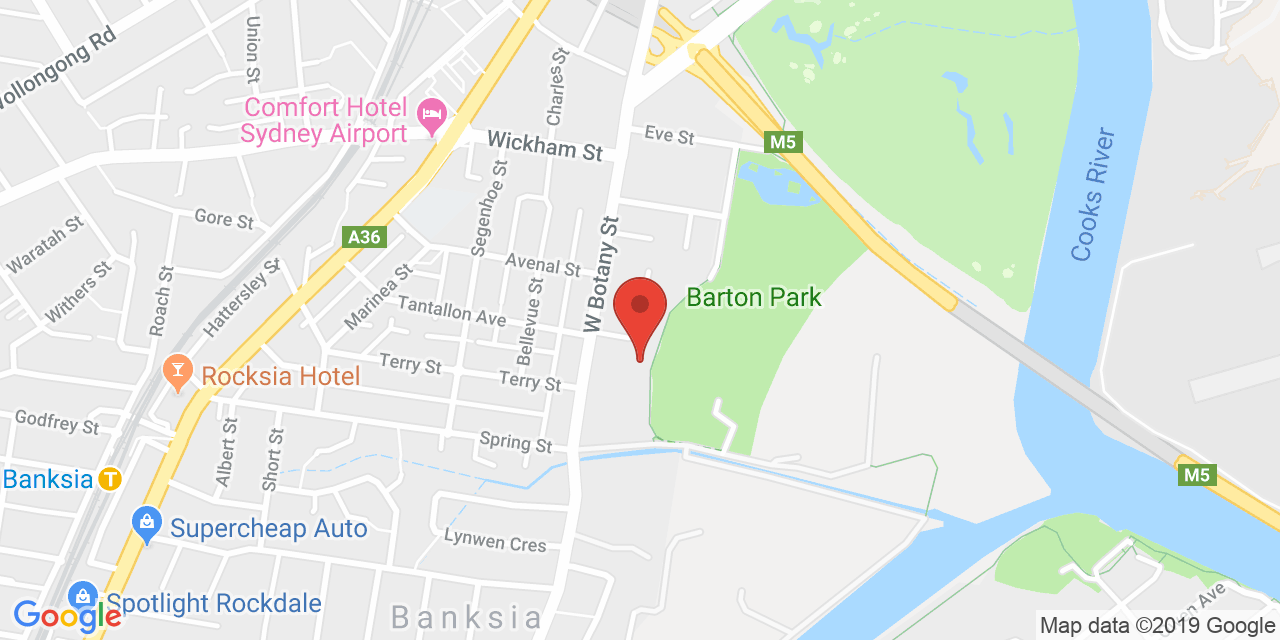 Wollongong Rd
Union St
Charles St
Comfort Hotel
Sydney Airport
Wickham St
Eve St
M5
Cooks River
Segenhoe St
Gore St
Waratah St
A36
W Botany St
Withers St
Roach St
Hattersley St
Marinea St
Avenal St
Bellevue St
Tantallon Ave
Barton Park
Terry St
Terry St
Rocksia Hotel
Godfrey St
Albert St
Short St
Spring St
Banksia
T
M5
Supercheap Auto
Lynwen Cres
Spotlight Rockdale
Banksia
Google
Ave
Map data ©2019 Google